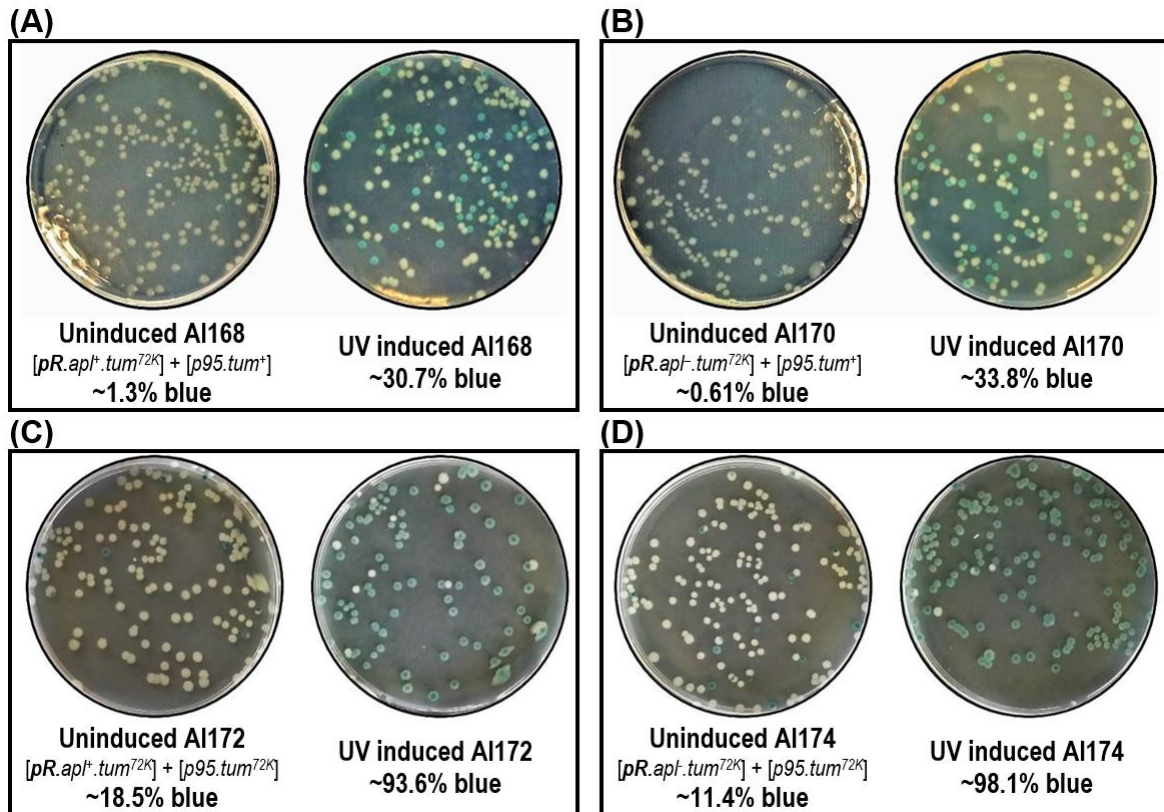 (A)
Uninduced AI168
[pR.apl⁺.tum⁷²ᴷ] + [p95.tum⁺]
~1.3% blue
UV induced AI168
~30.7% blue
(B)
Uninduced AI170
[pR.apl⁻.tum⁷²ᴷ] + [p95.tum⁺]
~0.61% blue
UV induced AI170
~33.8% blue
(C)
Uninduced AI172
[pR.apl⁺.tum⁷²ᴷ] + [p95.tum⁷²ᴷ]
~18.5% blue
UV induced AI172
~93.6% blue
(D)
Uninduced AI174
[pR.apl⁻.tum⁷²ᴷ] + [p95.tum⁷²ᴷ]
~11.4% blue
UV induced AI174
~98.1% blue